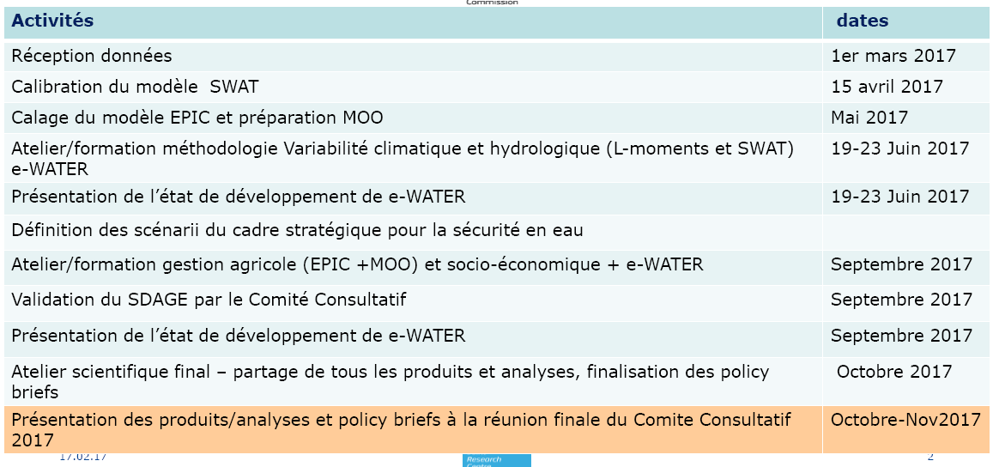 Commission
Activités dates
Réception données 1er mars 2017
Calibration du modèle SWAT 15 avril 2017
Calage du modèle EPIC et préparation MOO Mai 2017
Atelier/formation méthodologie Variabilité climatique et hydrologique (L-moments et SWAT) 19-23 Juin 2017
e-WATER
Présentation de l’état de développement de e-WATER 19-23 Juin 2017
Définition des scénarii du cadre stratégique pour la sécurité en eau
Atelier/formation gestion agricole (EPIC +MOO) et socio-économique + e-WATER Septembre 2017
Validation du SDAGE par le Comité Consultatif Septembre 2017
Présentation de l’état de développement de e-WATER Septembre 2017
Atelier scientifique final – partage de tous les produits et analyses, finalisation des policy Octobre 2017
briefs
Présentation des produits/analyses et policy briefs à la réunion finale du Comite Consultatif Octobre-Nov2017
2017
17.02.17 2
Research
Centre